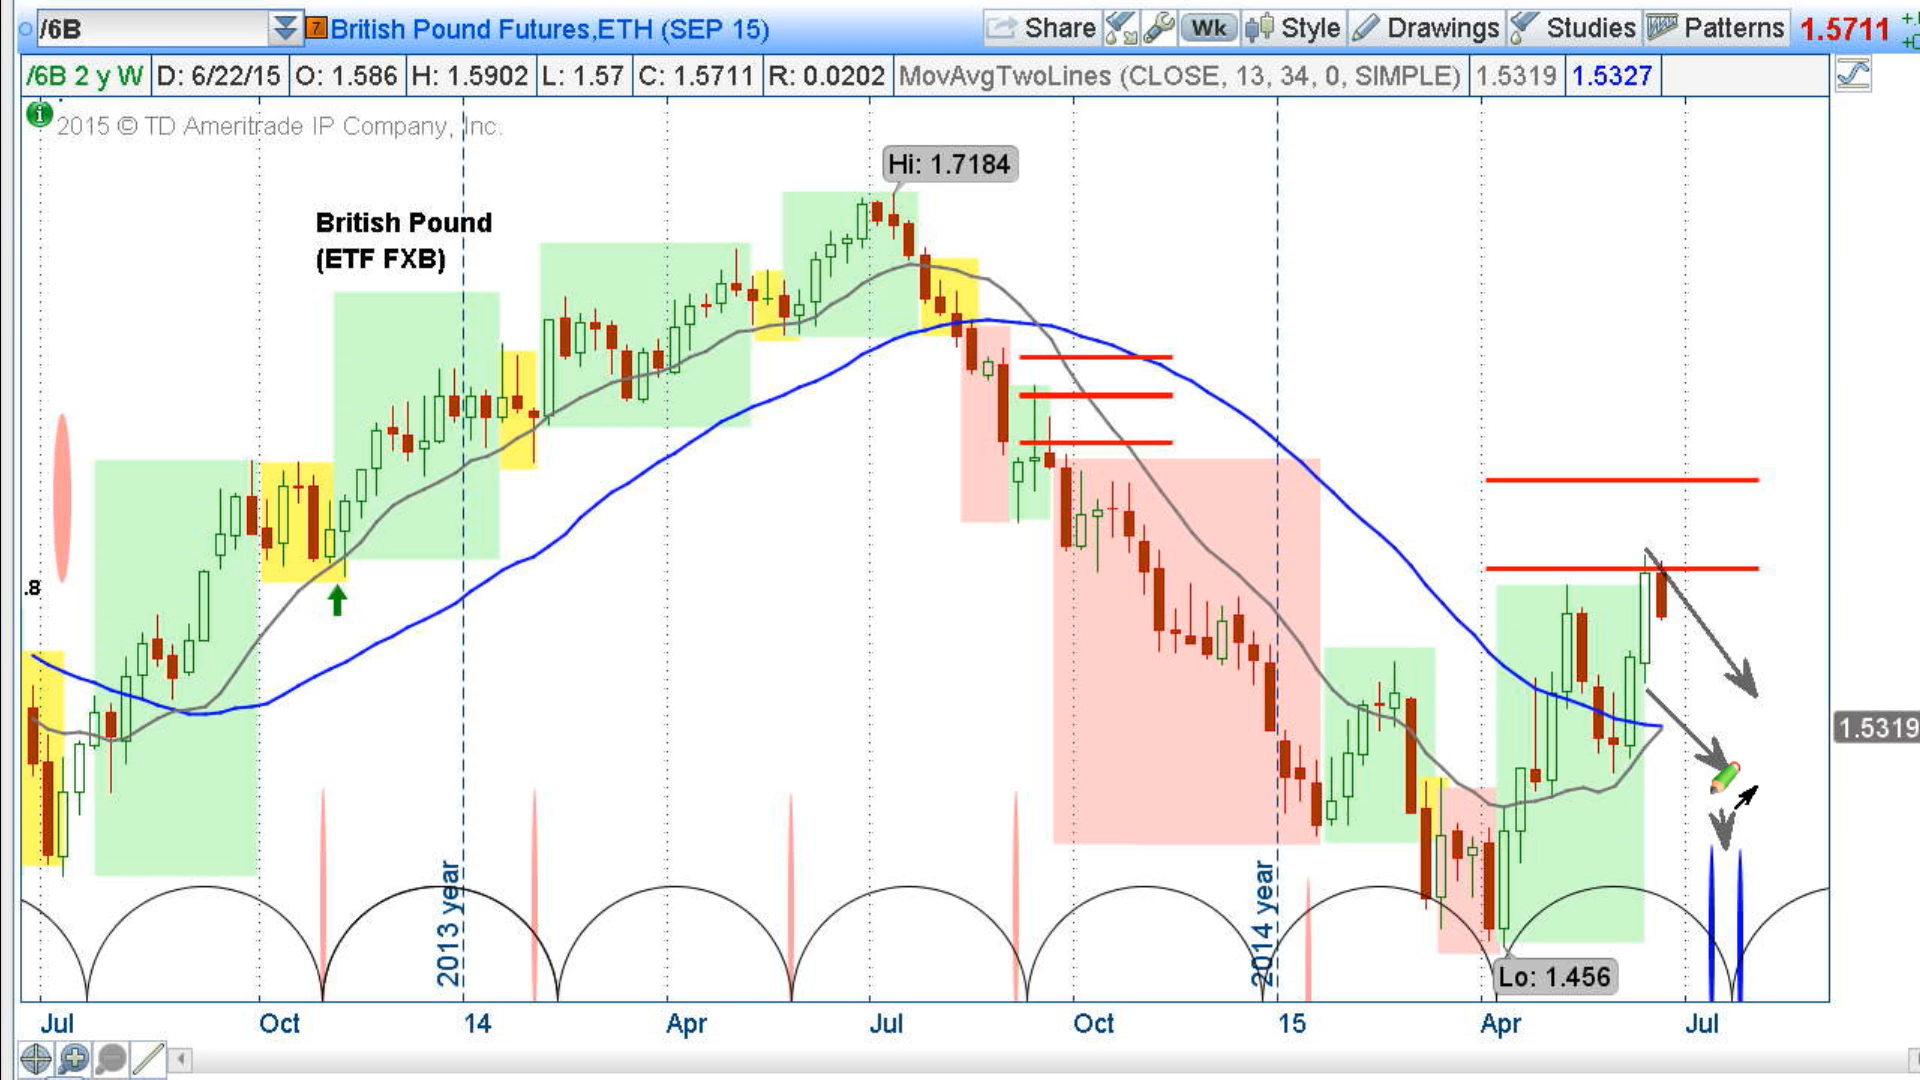 /6B
7 British Pound Futures,ETH (SEP 15)
Share Wk Style Drawings Studies Patterns 1.5711
/6B 2 y W D: 6/22/15 O: 1.586 H: 1.5902 L: 1.57 C: 1.5711 R: 0.0202 MovAvgTwoLines (CLOSE, 13, 34, 0, SIMPLE) 1.5319 1.5327
2015 © TD Ameritrade IP Company, Inc.
Hi: 1.7184
British Pound
(ETF FXB)
.8
1.5319
2013 year
2014 year
Lo: 1.456
Jul Oct 14 Apr Jul Oct 15 Apr Jul